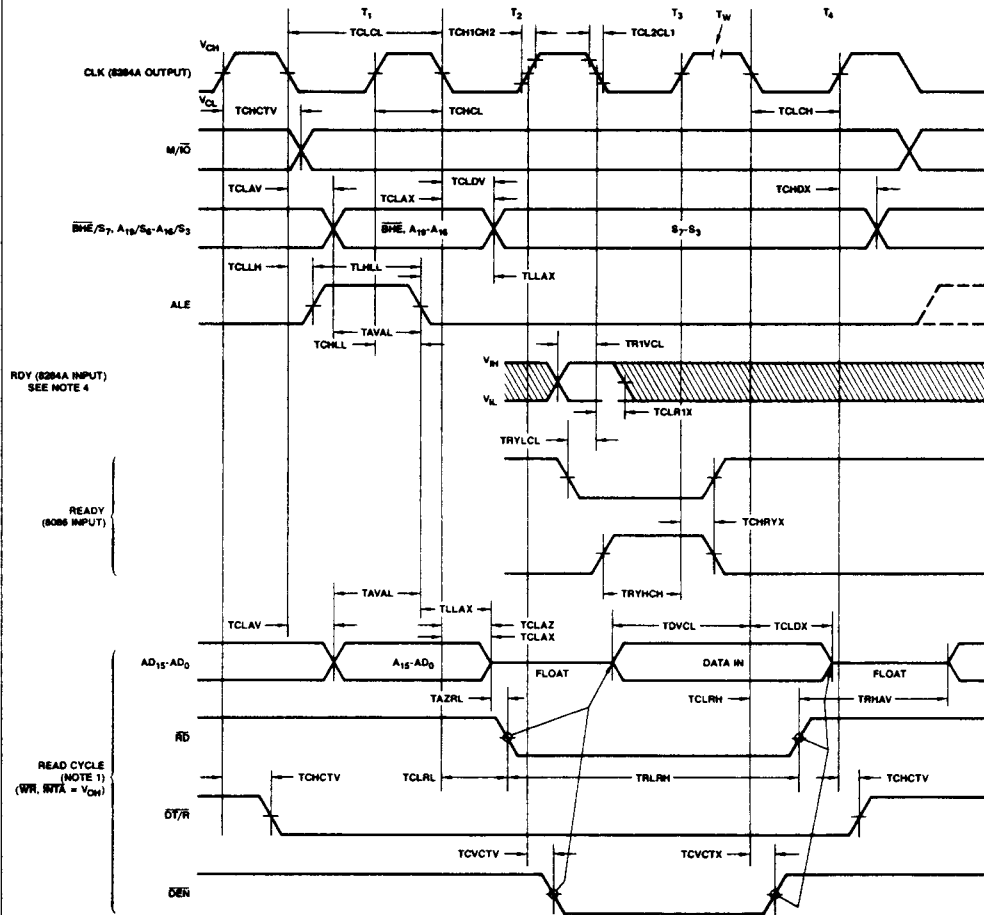 T1 T2 T3 TW T4
TCLCL TCH1CH2 TCL2CL1
VCH
CLK (8284A OUTPUT)
VCL
TCHCTV TCHCL TCLCH
M/IO
TCLAV TCLDV TCHDX
TCLAX
BHE/S7, A19/S6-A16/S3 BHE, A19-A16 S7-S3
TCLLH TLHLL TLLAX
ALE
TAVAL
TCHLL TR1VCL
RDY (8284A INPUT)
SEE NOTE 4
VIH
VIL
TCLR1X
TRYLCL
READY
(8086 INPUT)
TCHRYX
TAVAL TRYHCH
TLLAX
TCLAV TCLAZ TDVCL TCLDX
TCLAX
AD15-AD0 A15-AD0 FLOAT DATA IN FLOAT
TAZRL TCLRH TRHAV
RD
READ CYCLE
(NOTE 1)
(WR, INTA = VOH)
TCHCTV TCLRL TRLRH TCHCTV
DT/R
TCVCTV TCVCTX
DEN